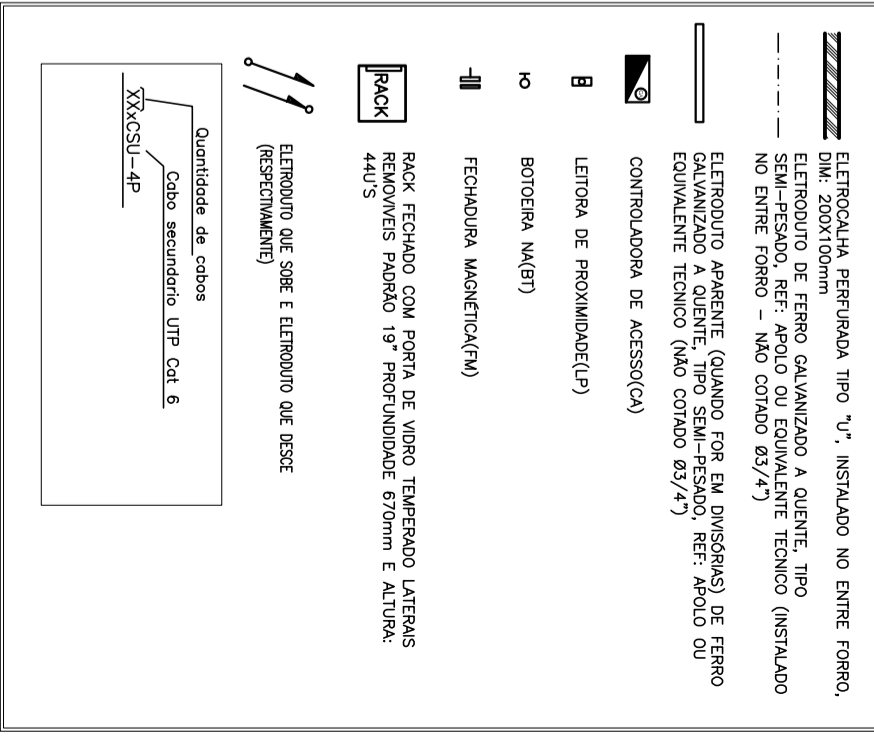 ELETROCALHA PERFURADA TIPO "U", INSTALADO NO ENTRE FORRO,
DIM: 200X100mm
ELETRODUTO DE FERRO GALVANIZADO A QUENTE, TIPO
SEMI-PESADO, REF: APOLO OU EQUIVALENTE TECNICO (INSTALADO
NO ENTRE FORRO - NÃO COTADO Ø3/4")
ELETRODUTO APARENTE (QUANDO FOR EM DIVISÓRIAS) DE FERRO
GALVANIZADO A QUENTE, TIPO SEMI-PESADO, REF: APOLO OU
EQUIVALENTE TECNICO (NÃO COTADO Ø3/4")
CONTROLADORA DE ACESSO(CA)
LEITORA DE PROXIMIDADE(LP)
BOTOEIRA NA(BT)
FECHADURA MAGNÉTICA(FM)
RACK
RACK FECHADO COM PORTA DE VIDRO TEMPERADO LATERAIS
REMOVIVEIS PADRÃO 19" PROFUNDIDADE 670mm E ALTURA:
44U'S
ELETRODUTO QUE SOBE E ELETRODUTO QUE DESCE
(RESPECTIVAMENTE)
Quantidade de cabos
Cabo secundario UTP Cat 6
XXxCSU-4P